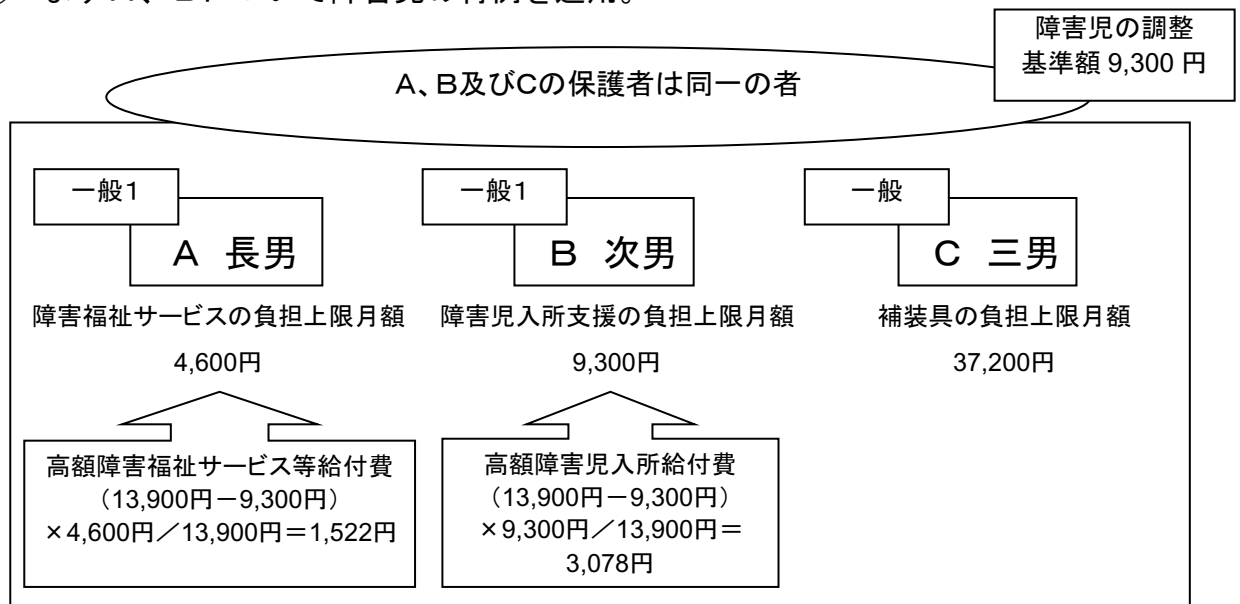 障害児の調整
基準額 9,300 円
A、B及びCの保護者は同一の者
一般1
A 長男
一般1
B 次男
一般
C 三男
障害福祉サービスの負担上限月額
4,600円
障害児入所支援の負担上限月額
9,300円
補装具の負担上限月額
37,200円
高額障害福祉サービス等給付費
(13,900円-9,300円)
×4,600円/13,900円=1,522円
高額障害児入所給付費
(13,900円-9,300円)
×9,300円/13,900円=
3,078円